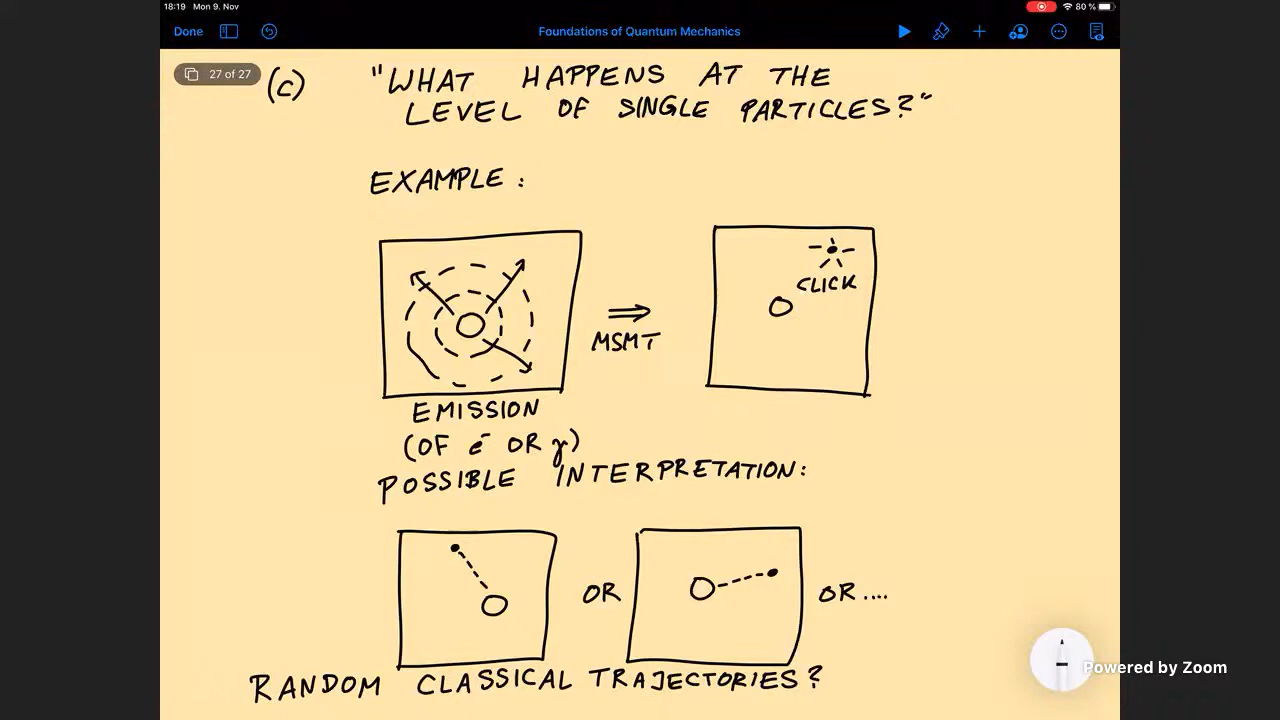 18:19 Mon 9. Nov
80 %
Done
Foundations of Quantum Mechanics
27 of 27
(c) "WHAT HAPPENS AT THE
LEVEL OF SINGLE PARTICLES?"
EXAMPLE:
CLICK
⇒
MSMT
EMISSION
(OF e⁻ OR γ)
POSSIBLE INTERPRETATION:
OR
OR ....
RANDOM CLASSICAL TRAJECTORIES?
Powered by Zoom